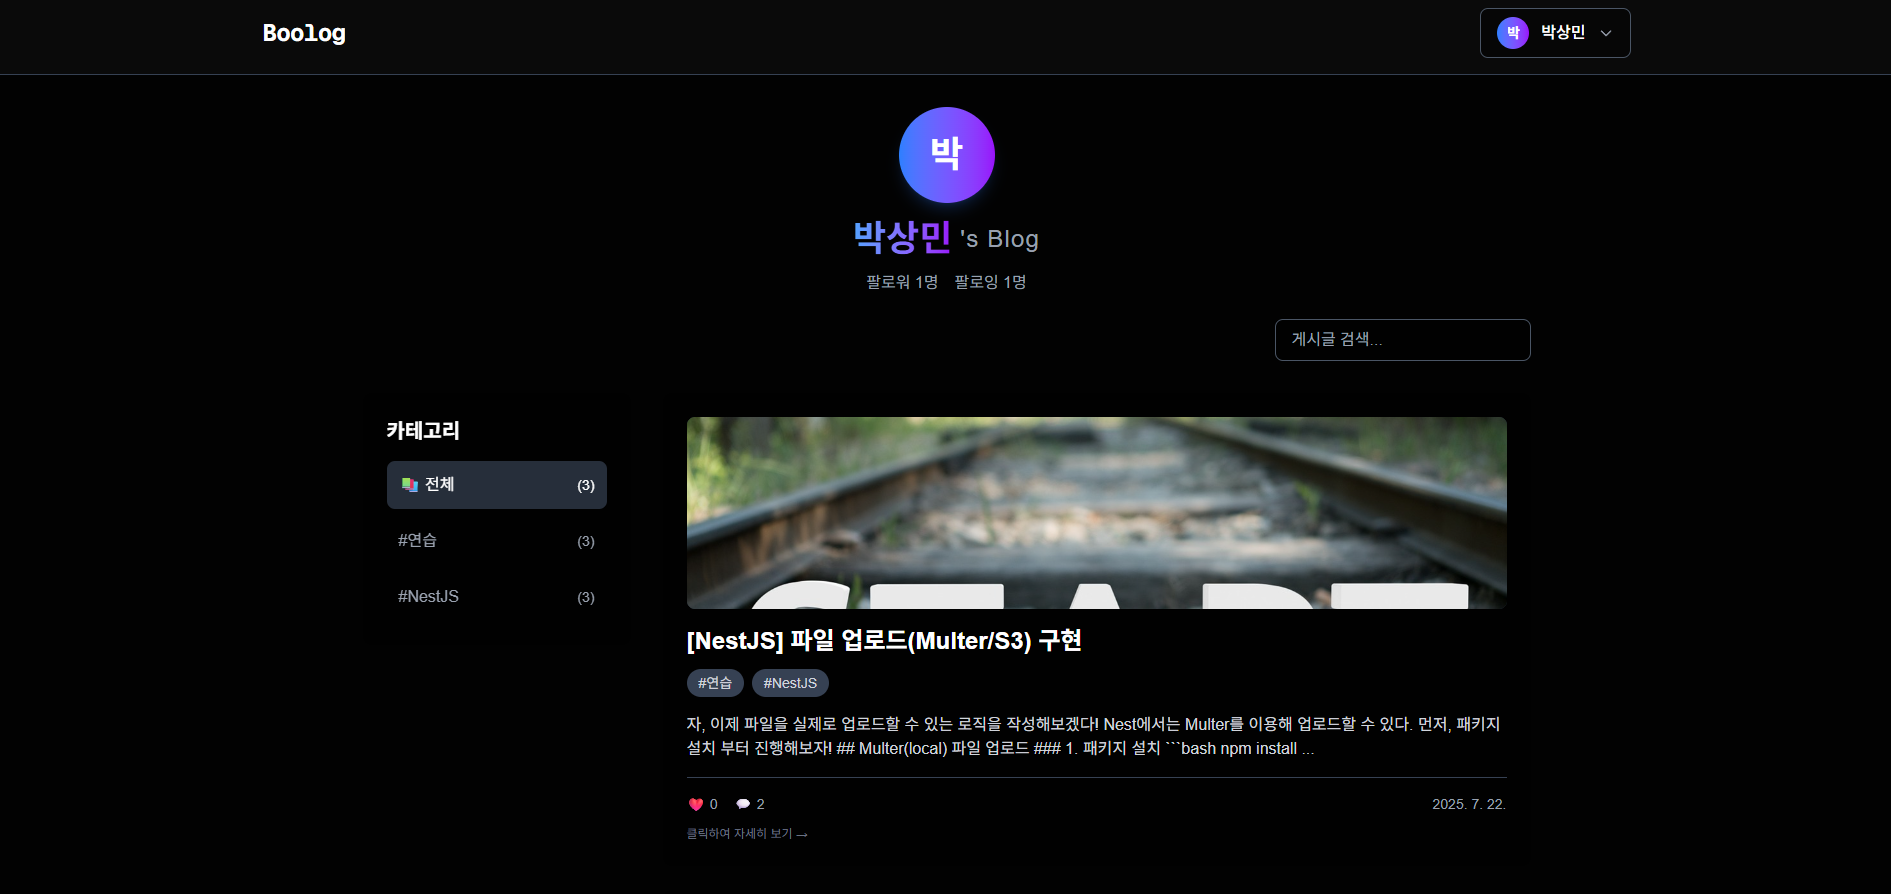 Boolog
박 박상민
박
박상민 's Blog
팔로워 1명 팔로잉 1명
게시글 검색...
카테고리
전체 (3)
#연습 (3)
#NestJS (3)
START
[NestJS] 파일 업로드(Multer/S3) 구현
#연습 #NestJS
자, 이제 파일을 실제로 업로드할 수 있는 로직을 작성해보겠다! Nest에서는 Multer를 이용해 업로드할 수 있다. 먼저, 패키지
설치 부터 진행해보자! ## Multer(local) 파일 업로드 ### 1. 패키지 설치 ```bash npm install ...
0 2 2025. 7. 22.
클릭하여 자세히 보기 →